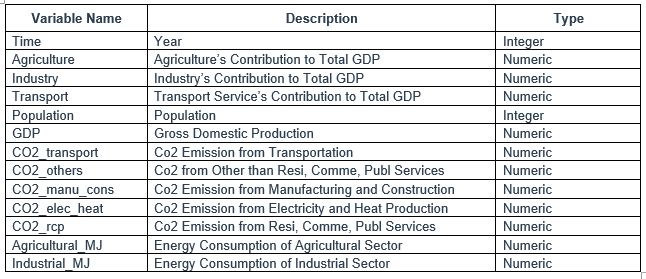 Variable Name Description Type
Time Year Integer
Agriculture Agriculture's Contribution to Total GDP Numeric
Industry Industry's Contribution to Total GDP Numeric
Transport Transport Service's Contribution to Total GDP Numeric
Population Population Integer
GDP Gross Domestic Production Numeric
CO2_transport Co2 Emission from Transportation Numeric
CO2_others Co2 from Other than Resi, Comme, Publ Services Numeric
CO2_manu_cons Co2 Emission from Manufacturing and Construction Numeric
CO2_elec_heat Co2 Emission from Electricity and Heat Production Numeric
CO2_rcp Co2 Emission from Resi, Comme, Publ Services Numeric
Agricultural_MJ Energy Consumption of Agricultural Sector Numeric
Industrial_MJ Energy Consumption of Industrial Sector Numeric